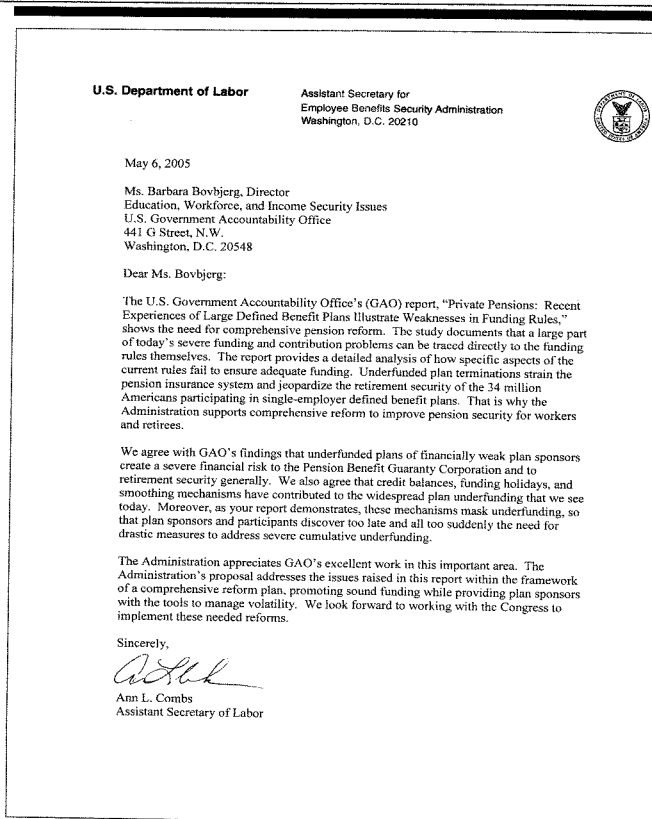 U.S. Department of Labor
Assistant Secretary for
Employee Benefits Security Administration
Washington, D.C. 20210
May 6, 2005
Ms. Barbara Bovbjerg, Director
Education, Workforce, and Income Security Issues
U.S. Government Accountability Office
441 G Street, N.W.
Washington, D.C. 20548
Dear Ms. Bovbjerg:
The U.S. Government Accountability Office's (GAO) report, "Private Pensions: Recent
Experiences of Large Defined Benefit Plans Illustrate Weaknesses in Funding Rules,"
shows the need for comprehensive pension reform. The study documents that a large part
of today's severe funding and contribution problems can be traced directly to the funding
rules themselves. The report provides a detailed analysis of how specific aspects of the
current rules fail to ensure adequate funding. Underfunded plan terminations strain the
pension insurance system and jeopardize the retirement security of the 34 million
Americans participating in single-employer defined benefit plans. That is why the
Administration supports comprehensive reform to improve pension security for workers
and retirees.
We agree with GAO's findings that underfunded plans of financially weak plan sponsors
create a severe financial risk to the Pension Benefit Guaranty Corporation and to
retirement security generally. We also agree that credit balances, funding holidays, and
smoothing mechanisms have contributed to the widespread plan underfunding that we see
today. Moreover, as your report demonstrates, these mechanisms mask underfunding, so
that plan sponsors and participants discover too late and all too suddenly the need for
drastic measures to address severe cumulative underfunding.
The Administration appreciates GAO's excellent work in this important area. The
Administration's proposal addresses the issues raised in this report within the framework
of a comprehensive reform plan, promoting sound funding while providing plan sponsors
with the tools to manage volatility. We look forward to working with the Congress to
implement these needed reforms.
Sincerely,
Ann L. Combs
Assistant Secretary of Labor